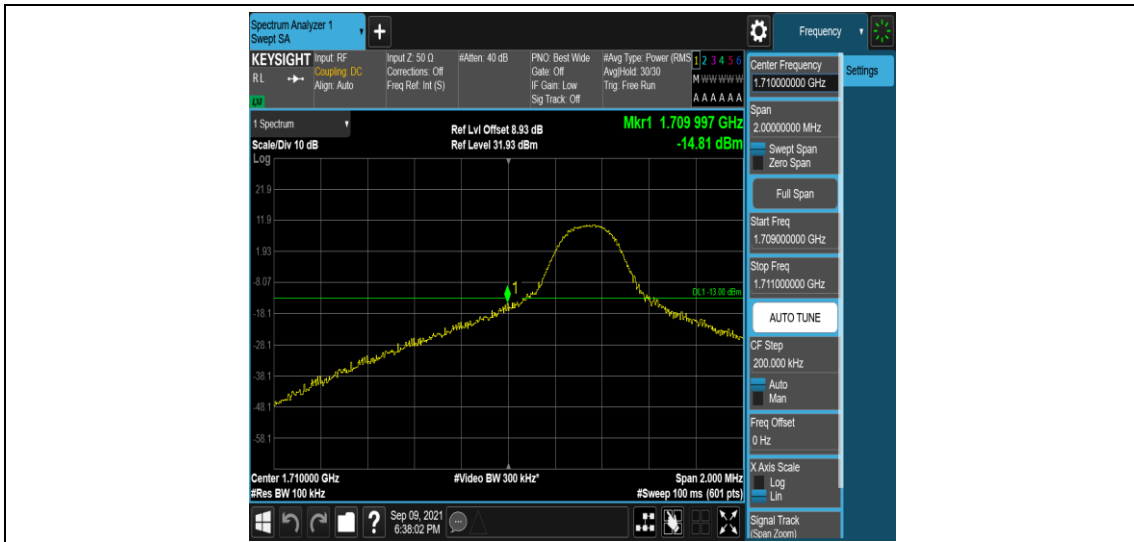 Spectrum Analyzer 1
Swept SA
+
Frequency
KEYSIGHT
RL
LXI
Input: RF
Coupling: DC
Align: Auto
Input Z: 50 Ω
Corrections: Off
Freq Ref: Int (S)
#Atten: 40 dB
PNO: Best Wide
Gate: Off
IF Gain: Low
Sig Track: Off
#Avg Type: Power (RMS
Avg|Hold: 30/30
Trig: Free Run
1 2 3 4 5 6
M W W W W W
A A A A A A
1 Spectrum
Scale/Div 10 dB
Log
Ref Lvl Offset 8.93 dB
Ref Level 31.93 dBm
Mkr1 1.709 997 GHz
-14.81 dBm
21.9
11.9
1.93
-8.07
-18.1
-28.1
-38.1
-48.1
-58.1
1
DL1 -13.00 dBm
Center 1.710000 GHz
#Res BW 100 kHz
#Video BW 300 kHz*
Span 2.000 MHz
#Sweep 100 ms (601 pts)
Center Frequency
1.710000000 GHz
Settings
Span
2.00000000 MHz
Swept Span
Zero Span
Full Span
Start Freq
1.709000000 GHz
Stop Freq
1.711000000 GHz
AUTO TUNE
CF Step
200.000 kHz
Auto
Man
Freq Offset
0 Hz
X Axis Scale
Log
Lin
Signal Track
(Span Zoom)
?
Sep 09, 2021
6:38:02 PM